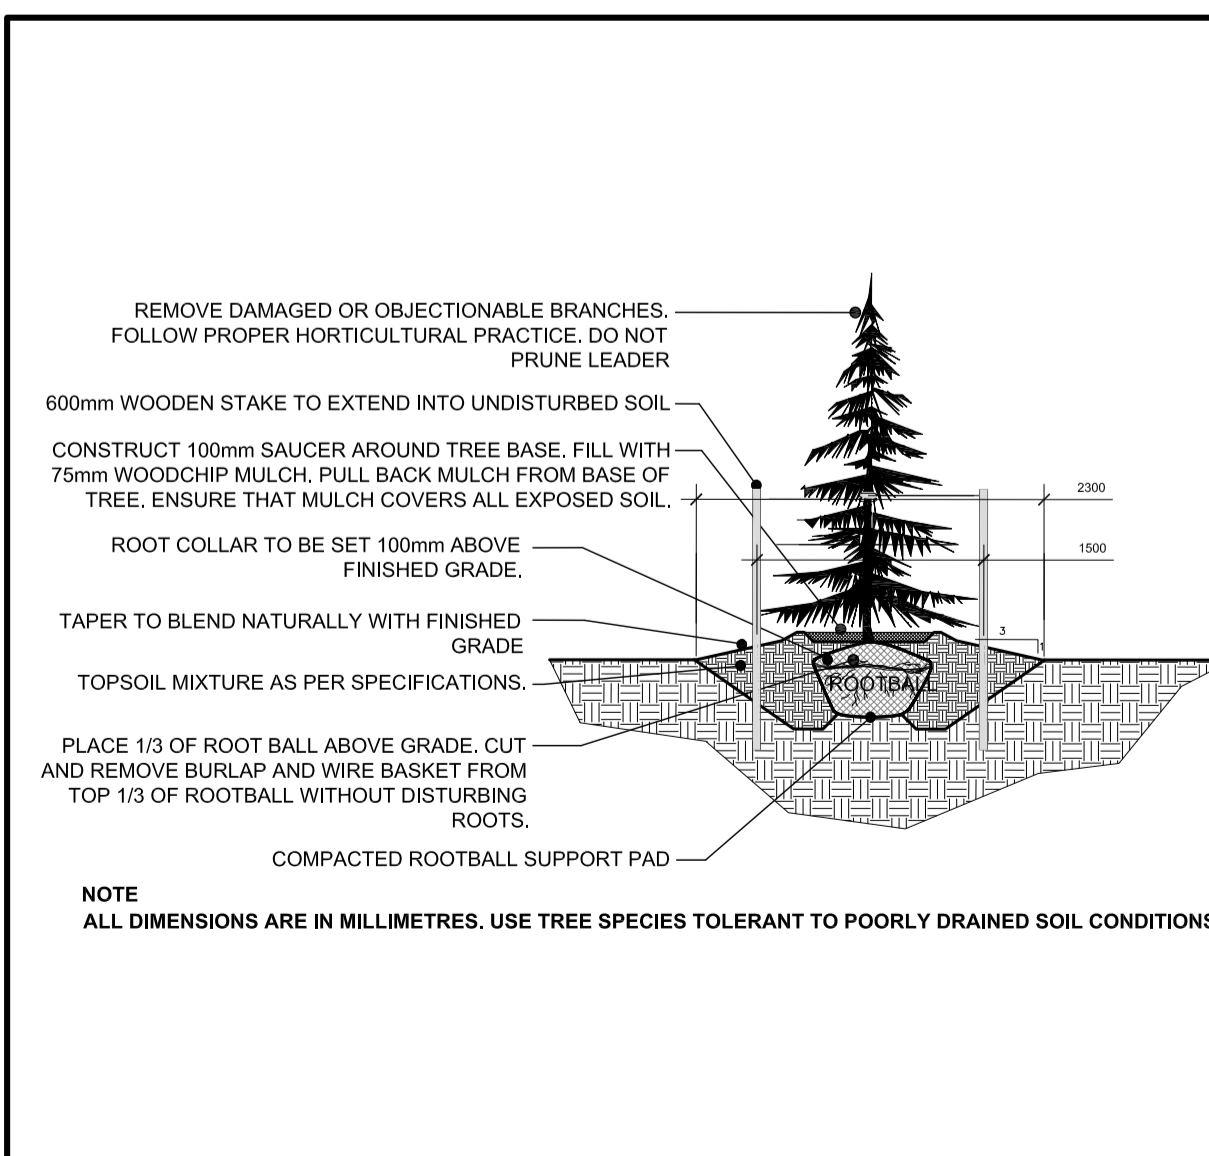 REMOVE DAMAGED OR OBJECTIONABLE BRANCHES.
FOLLOW PROPER HORTICULTURAL PRACTICE. DO NOT
PRUNE LEADER
600mm WOODEN STAKE TO EXTEND INTO UNDISTURBED SOIL
CONSTRUCT 100mm SAUCER AROUND TREE BASE. FILL WITH
75mm WOODCHIP MULCH. PULL BACK MULCH FROM BASE OF
TREE. ENSURE THAT MULCH COVERS ALL EXPOSED SOIL.
2300
ROOT COLLAR TO BE SET 100mm ABOVE
FINISHED GRADE.
1500
TAPER TO BLEND NATURALLY WITH FINISHED
GRADE
3
1
TOPSOIL MIXTURE AS PER SPECIFICATIONS.
ROOTBALL
PLACE 1/3 OF ROOT BALL ABOVE GRADE. CUT
AND REMOVE BURLAP AND WIRE BASKET FROM
TOP 1/3 OF ROOTBALL WITHOUT DISTURBING
ROOTS.
COMPACTED ROOTBALL SUPPORT PAD
NOTE
ALL DIMENSIONS ARE IN MILLIMETRES. USE TREE SPECIES TOLERANT TO POORLY DRAINED SOIL CONDITIONS